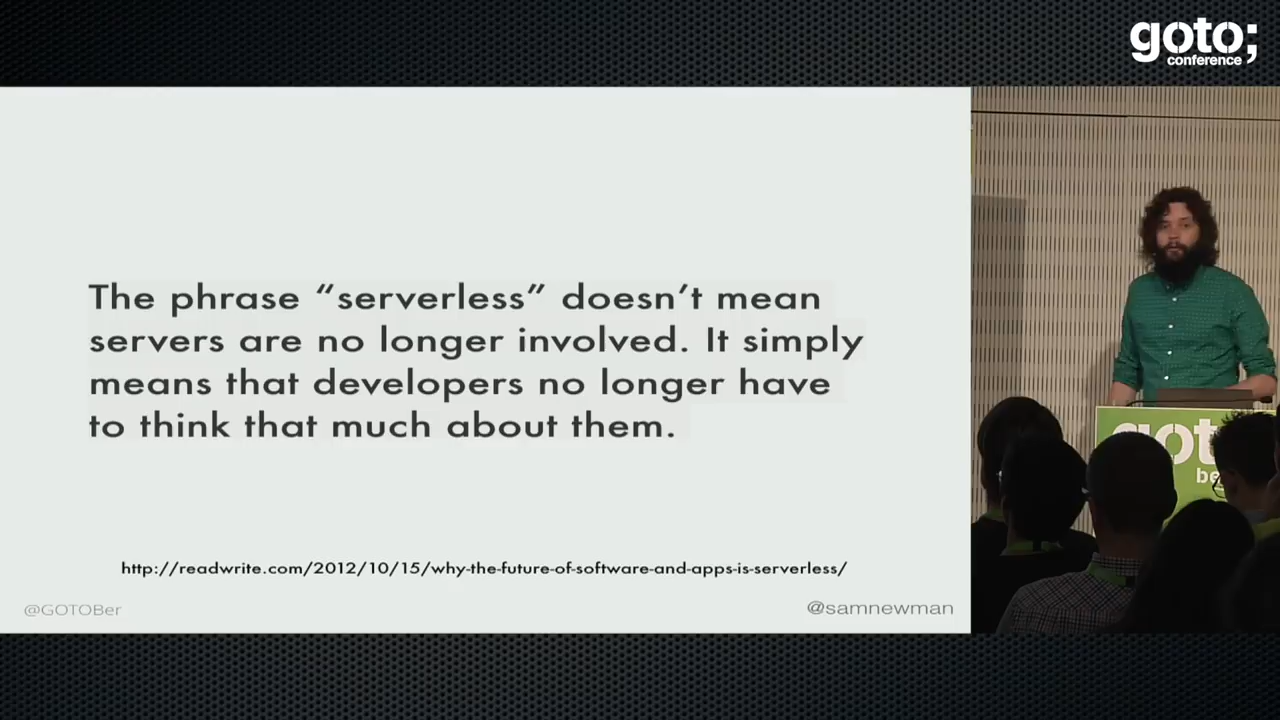 goto;
conference
The phrase “serverless” doesn’t mean
servers are no longer involved. It simply
means that developers no longer have
to think that much about them.
http://readwrite.com/2012/10/15/why-the-future-of-software-and-apps-is-serverless/
@GOTOBer
@samnewman
got
be